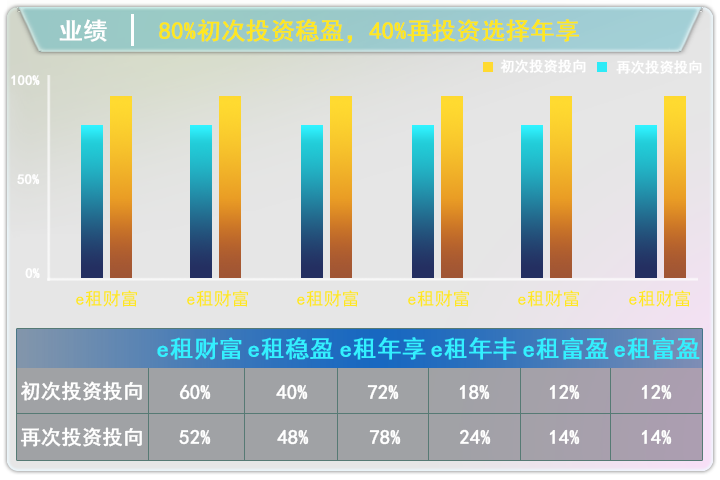 业绩 80%初次投资稳盈，40%再投资选择年享
初次投资投向 再次投资投向
100%
50%
0%
e租财富 e租财富 e租财富 e租财富 e租财富 e租财富
e租财富 e租稳盈 e租年享 e租年丰 e租富盈 e租富盈
初次投资投向 60% 40% 72% 18% 12% 12%
再次投资投向 52% 48% 78% 24% 14% 14%